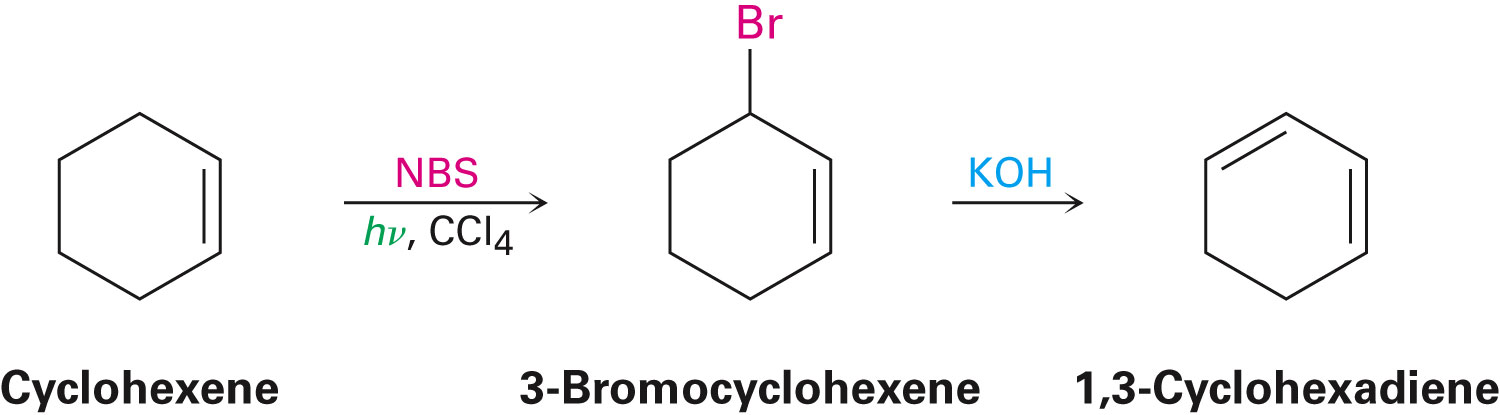 Br
NBS
hν, CCl₄
KOH
Cyclohexene
3-Bromocyclohexene
1,3-Cyclohexadiene